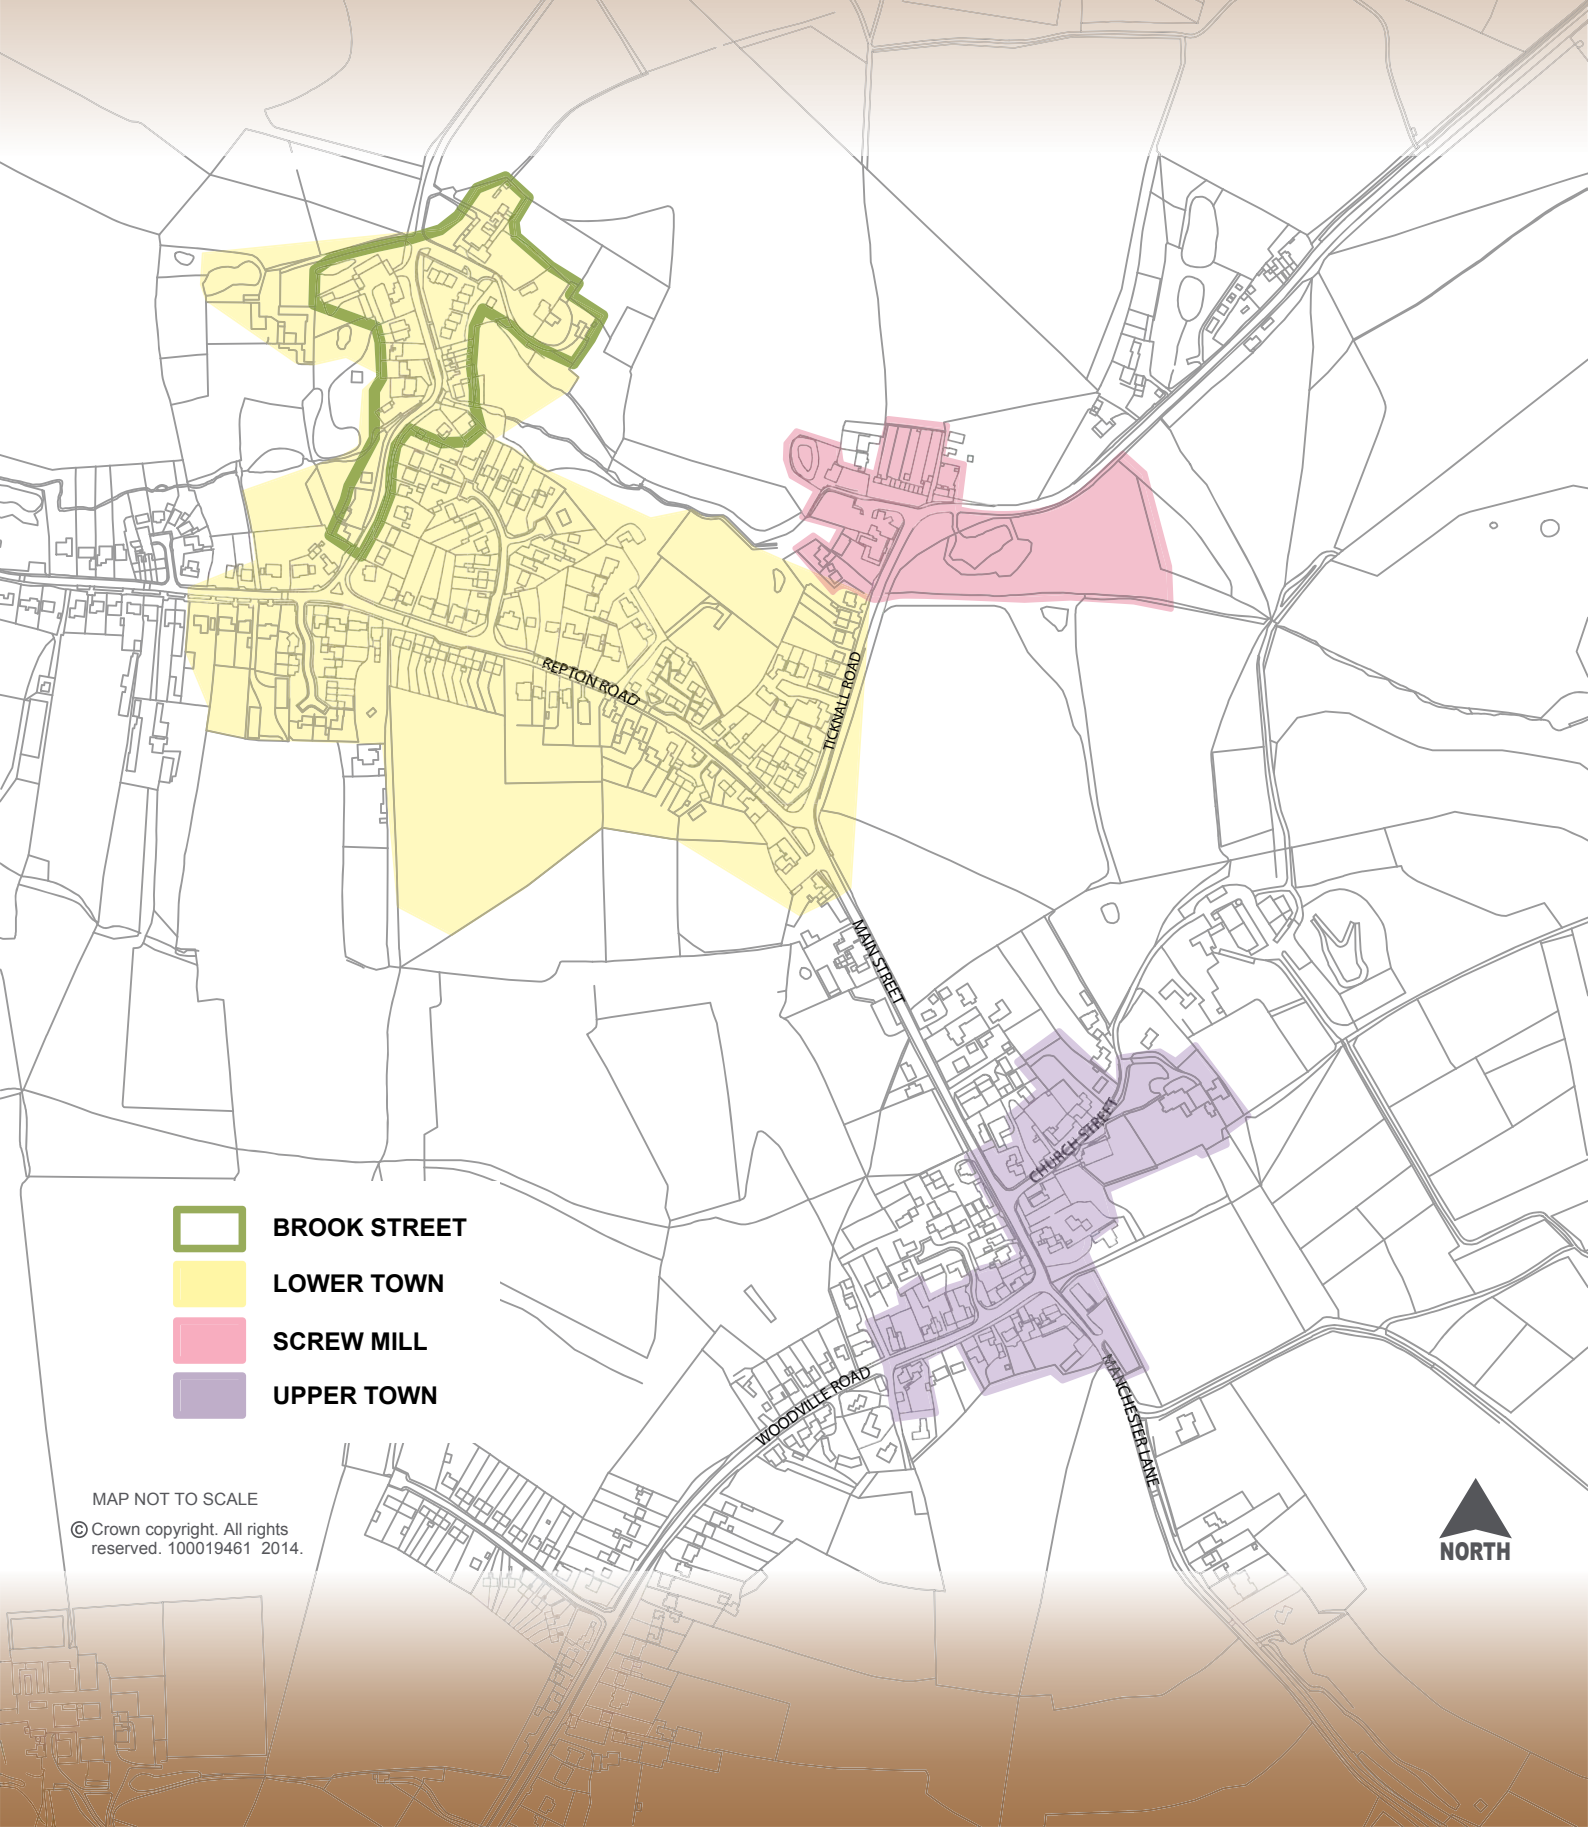 REPTON ROAD
TICKNALL ROAD
MAIN STREET
CHURCH STREET
BROOK STREET
LOWER TOWN
SCREW MILL
UPPER TOWN
WOODVILLE ROAD
MANCHESTER LANE
MAP NOT TO SCALE
© Crown copyright. All rights
reserved. 100019461 2014.
NORTH